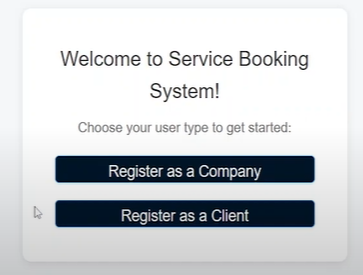 Welcome to Service Booking
System!
Choose your user type to get started:
Register as a Company
Register as a Client